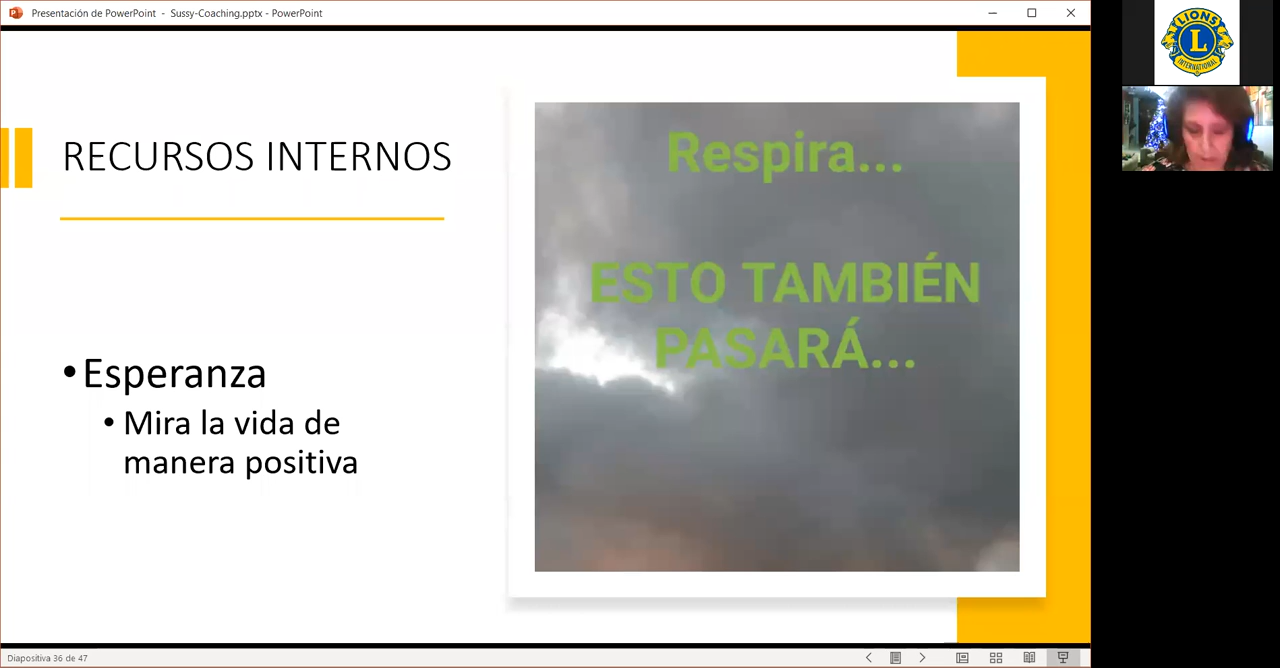 Presentación de PowerPoint - Sussy-Coaching.pptx - PowerPoint
LIONS
L
INTERNATIONAL
RECURSOS INTERNOS
•Esperanza
• Mira la vida de
manera positiva
Respira...
ESTO TAMBIÉN
PASARÁ...
Diapositiva 36 de 47